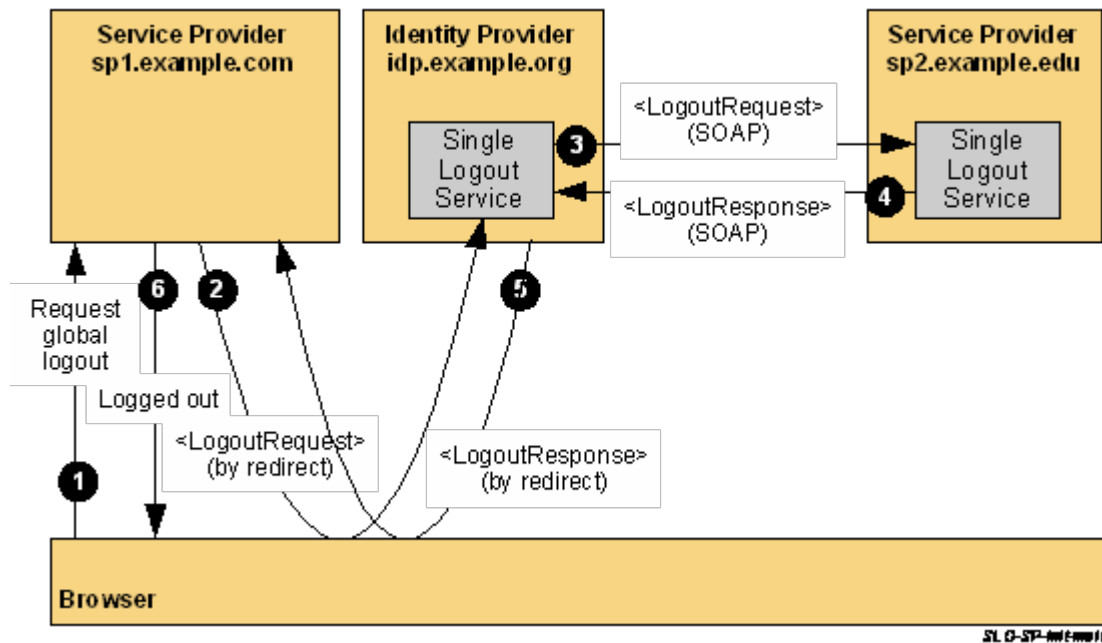 Service Provider
sp1.example.com
Identity Provider
idp.example.org
Service Provider
sp2.example.edu
<LogoutRequest>
(SOAP)
Single
Logout
Service
3
Single
Logout
Service
4
<LogoutResponse>
(SOAP)
6
2
5
Request
global
logout
Logged out
<LogoutRequest>
(by redirect)
<LogoutResponse>
(by redirect)
1
Browser